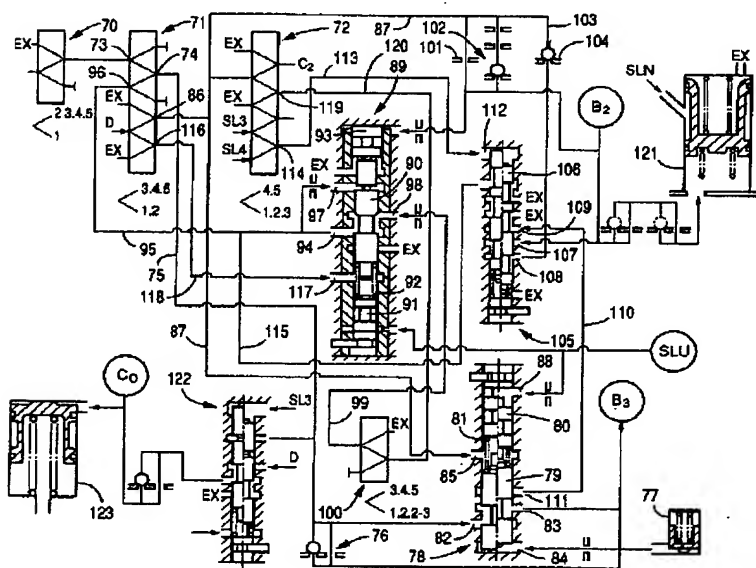 70
71
72
87
102
103
101
104
EX
73
74
96
EX
86
D
116
EX
2.3.4.5
1
3.4.5
1.2
EX
C2
EX
SL3
SL4
113
120
119
114
4.5
1.2.3
89
93
90
98
EX
97
94
EX
92
91
117
112
106
EX
EX
109
107
108
EX
105
110
B2
SLN
EX
121
95
75
118
115
87
SLU
88
99
EX
100
3.4.5
1.2.2-3
81
80
79
85
111
83
82
84
78
76
77
B3
C0
123
122
SL3
D
EX